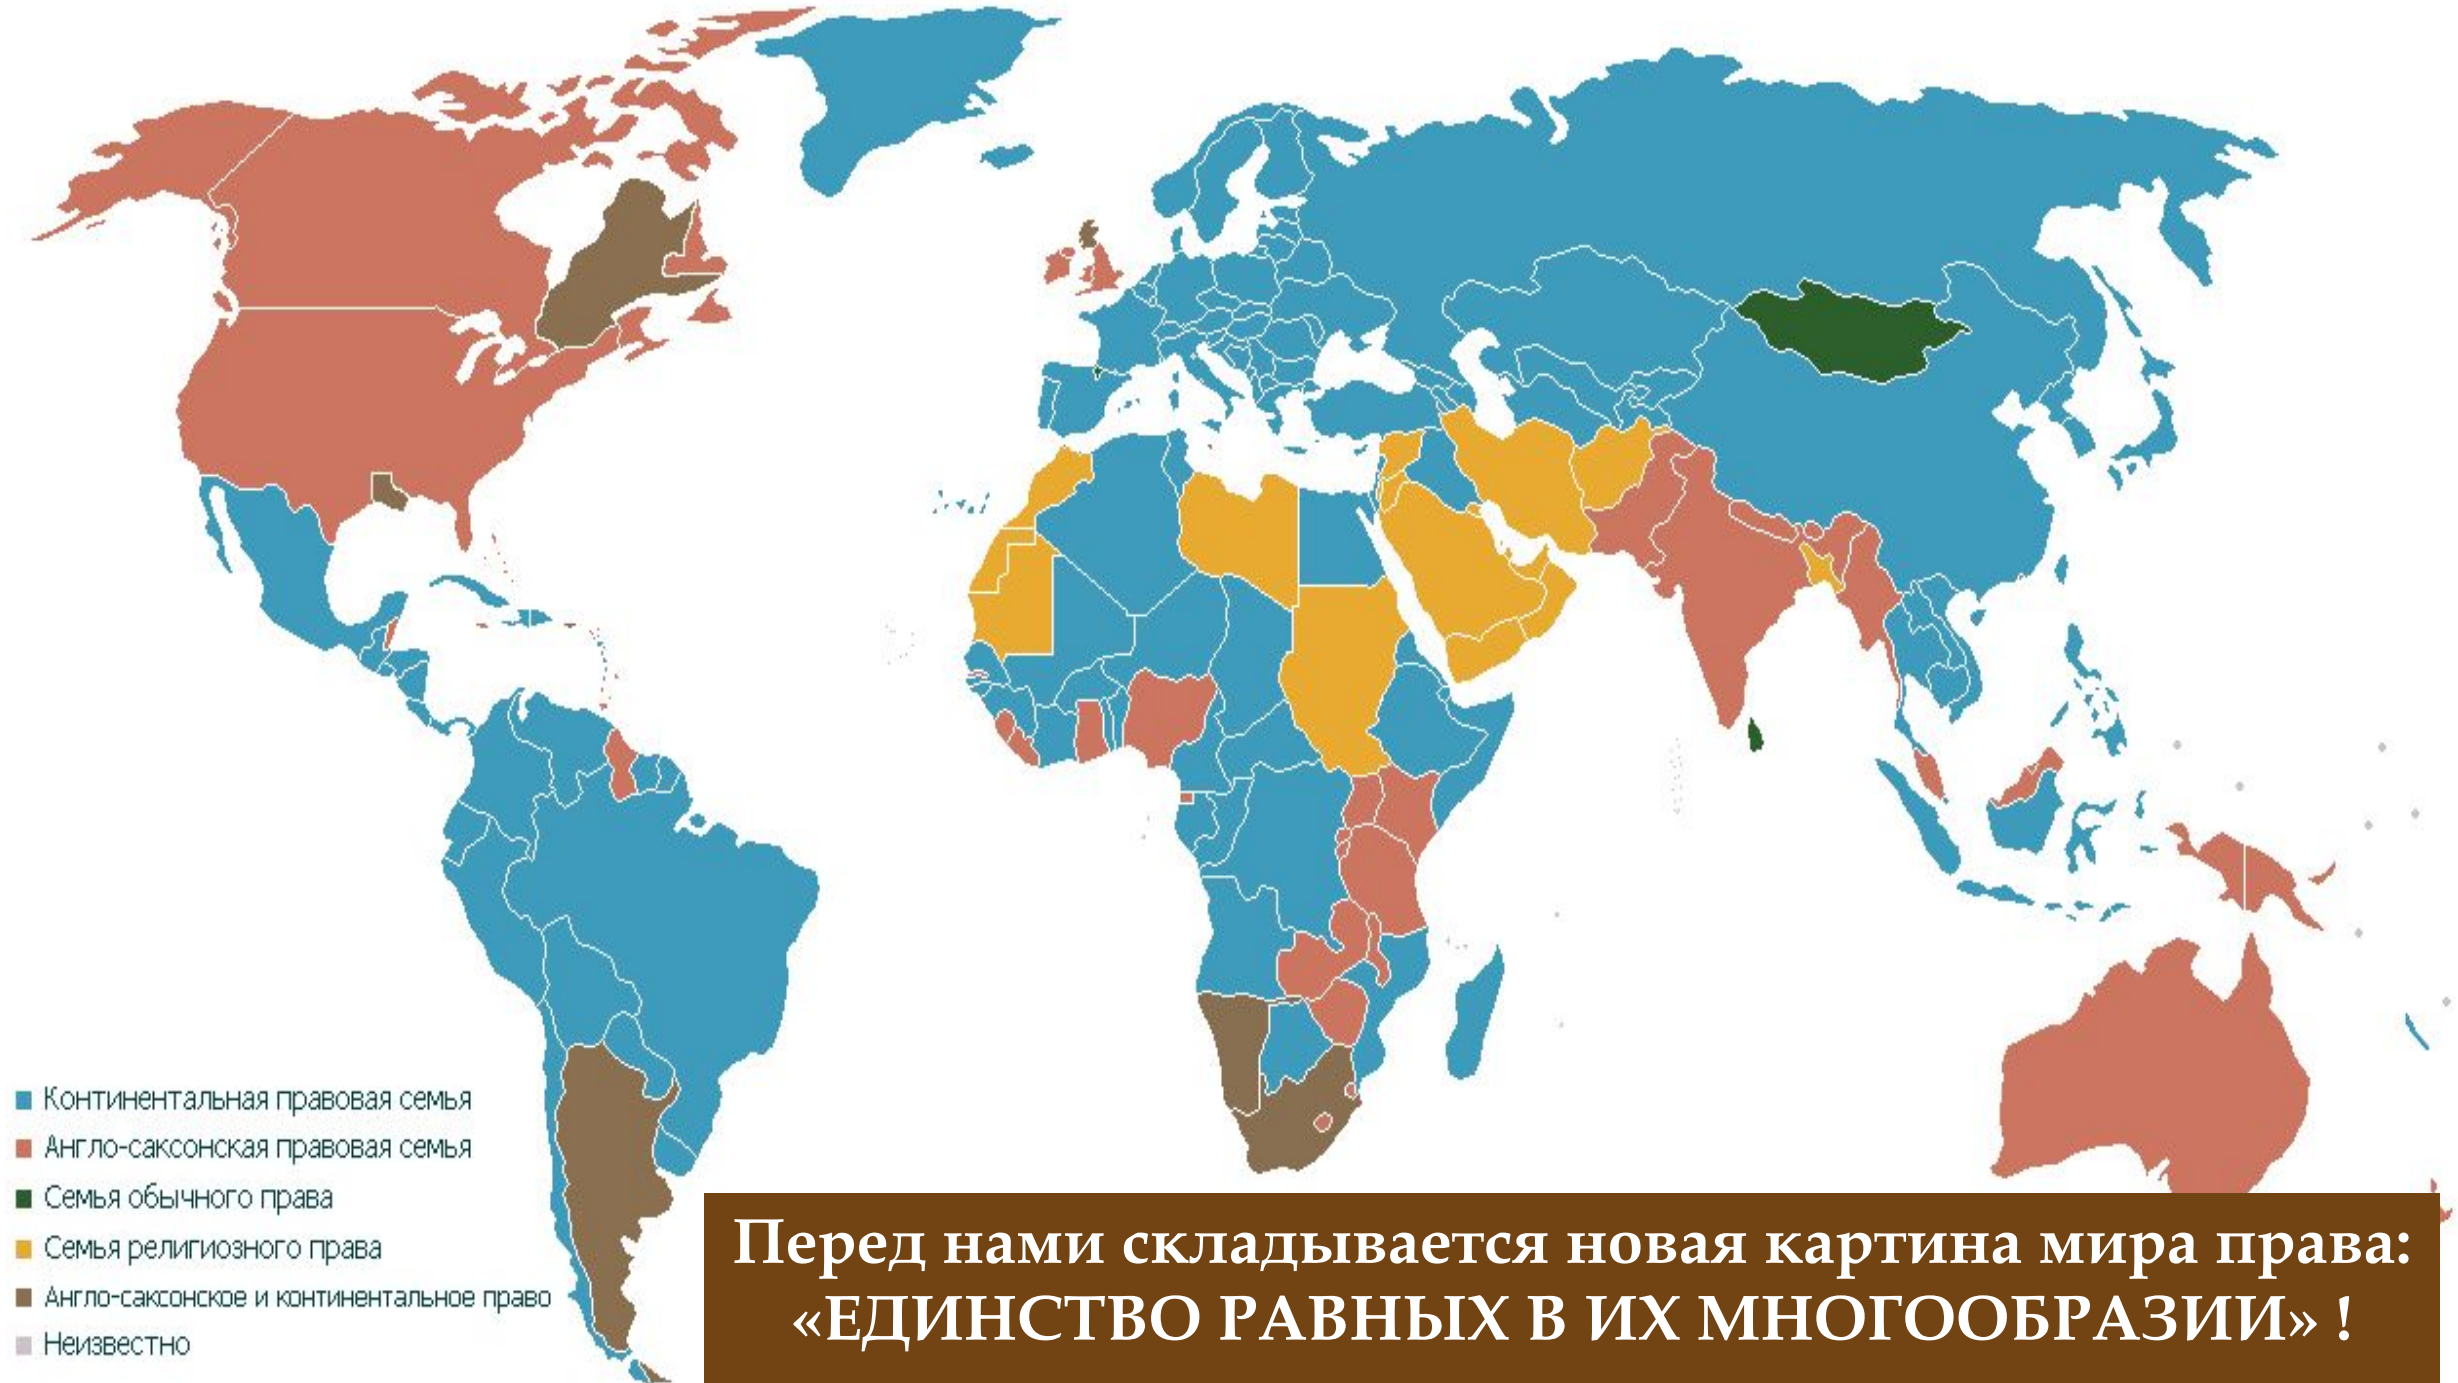 Континентальная правовая семья
Англо-саксонская правовая семья
Семья обычного права
Семья религиозного права
Англо-саксонское и континентальное право
Неизвестно
Перед нами складывается новая картина мира права:
«ЕДИНСТВО РАВНЫХ В ИХ МНОГООБРАЗИИ» !